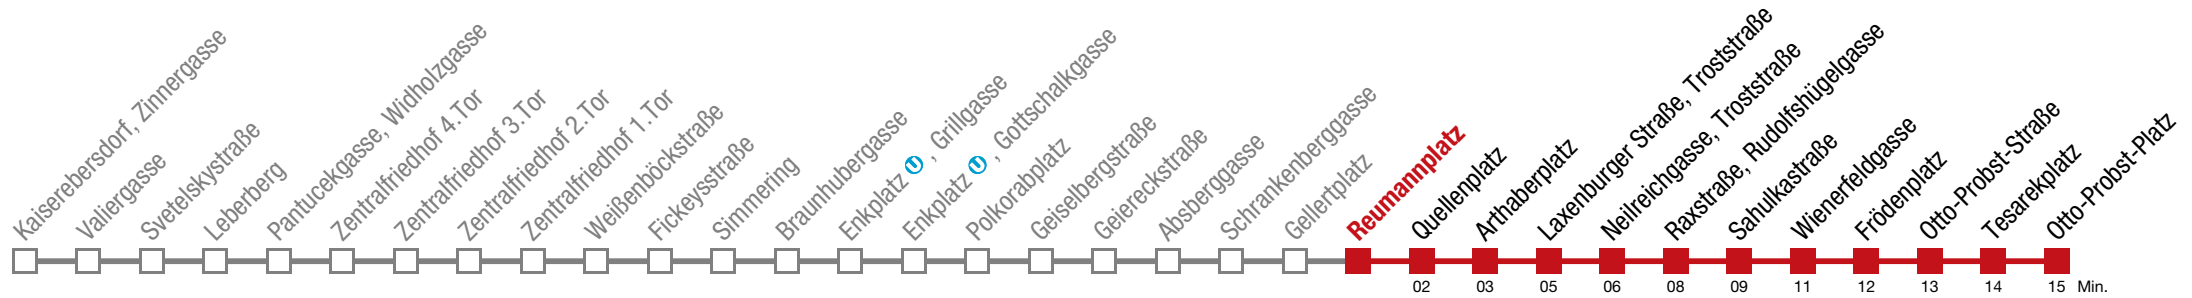 Kaiserebersdorf, Zinnergasse
Valiergasse
Svetelskystraße
Leberberg
Pantucekgasse, Widholzgasse
Zentralfriedhof 4.Tor
Zentralfriedhof 3.Tor
Zentralfriedhof 2.Tor
Zentralfriedhof 1.Tor
Weißenböckstraße
Fickeysstraße
Simmering
Braunhubergasse
Enkplatz U, Grillgasse
Enkplatz U, Gottschalkgasse
Polkorabplatz
Geiselbergstraße
Geiereckstraße
Absberggasse
Schrankenberggasse
Gellertplatz
Reumannplatz
Quellenplatz
Arthaberplatz
Laxenburger Straße, Troststraße
Neilreichgasse, Troststraße
Raxstraße, Rudolfshügelgasse
Sahulkastraße
Wienerfeldgasse
Frödenplatz
Otto-Probst-Straße
Tesarekplatz
Otto-Probst-Platz
02 03 05 06 08 09 11 12 13 14 15 Min.